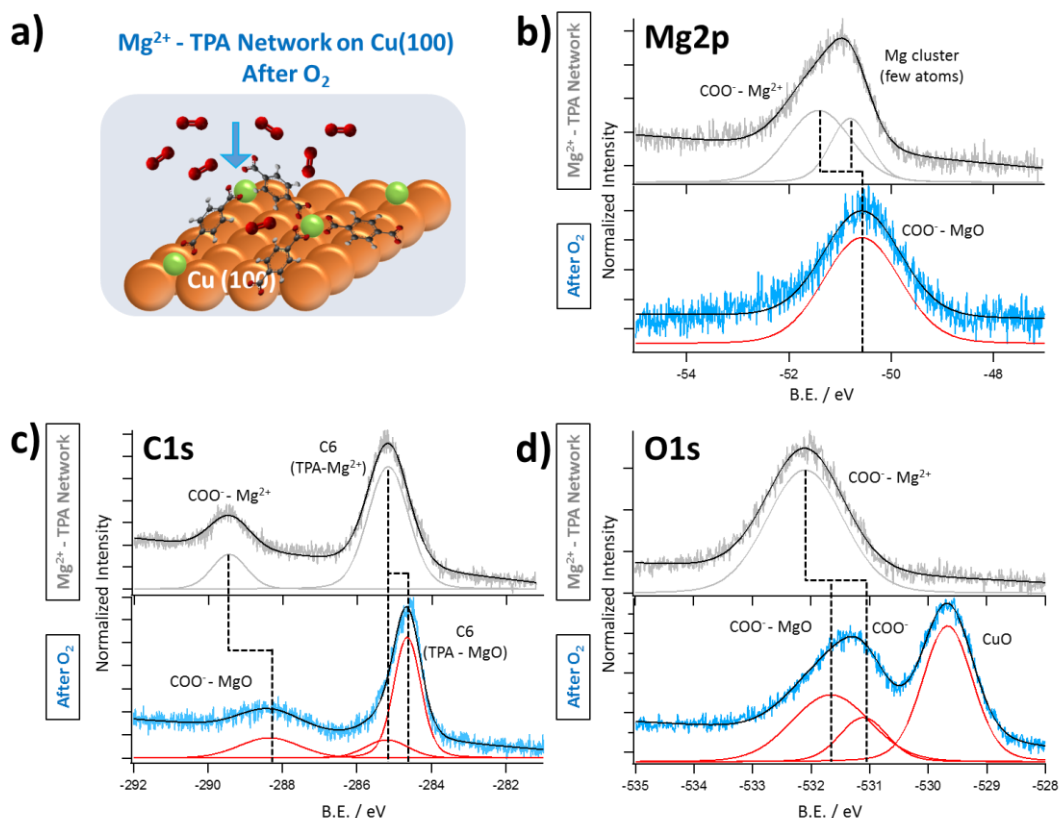 a)
Mg²⁺ - TPA Network on Cu(100)
After O₂
Cu (100)
b)
Mg²⁺ - TPA Network
After O₂
Normalized Intensity
Mg2p
COO⁻ - Mg²⁺
Mg cluster
(few atoms)
COO⁻ - MgO
-54
-52
-50
-48
B.E. / eV
c)
Mg²⁺ - TPA Network
After O₂
Normalized Intensity
C1s
COO⁻ - Mg²⁺
C6
(TPA-Mg²⁺)
COO⁻ - MgO
C6
(TPA - MgO)
-292
-290
-288
-286
-284
-282
B.E. / eV
d)
Mg²⁺ - TPA Network
After O₂
Normalized Intensity
O1s
COO⁻ - Mg²⁺
COO⁻ - MgO
COO⁻
CuO
-535
-534
-533
-532
-531
-530
-529
-528
B.E. / eV